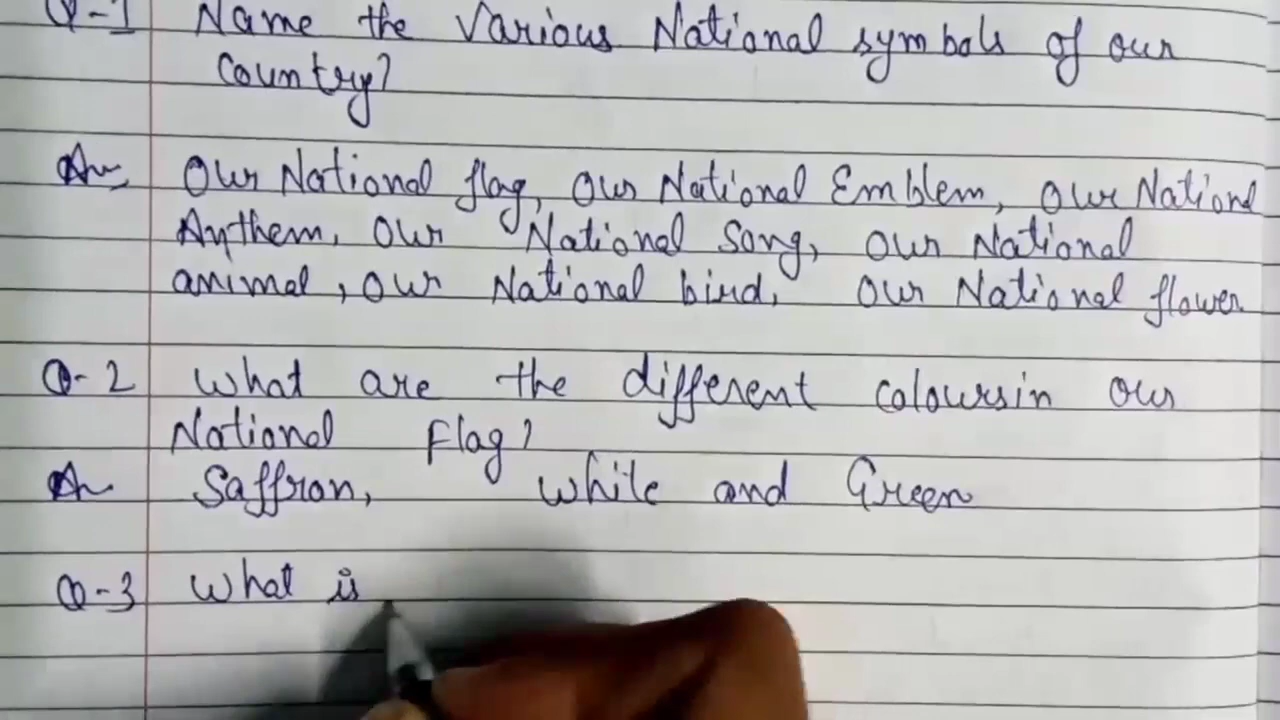 Q-1 Name the Various National symbols of our
Country?
Ans Our National flag, Our National Emblem, Our National
Anthem, Our National Song, Our National
animal, Our National bird, Our National flower
Q-2 What are the different coloursin Our
National Flag?
An Saffron, White and Green
Q-3 What is